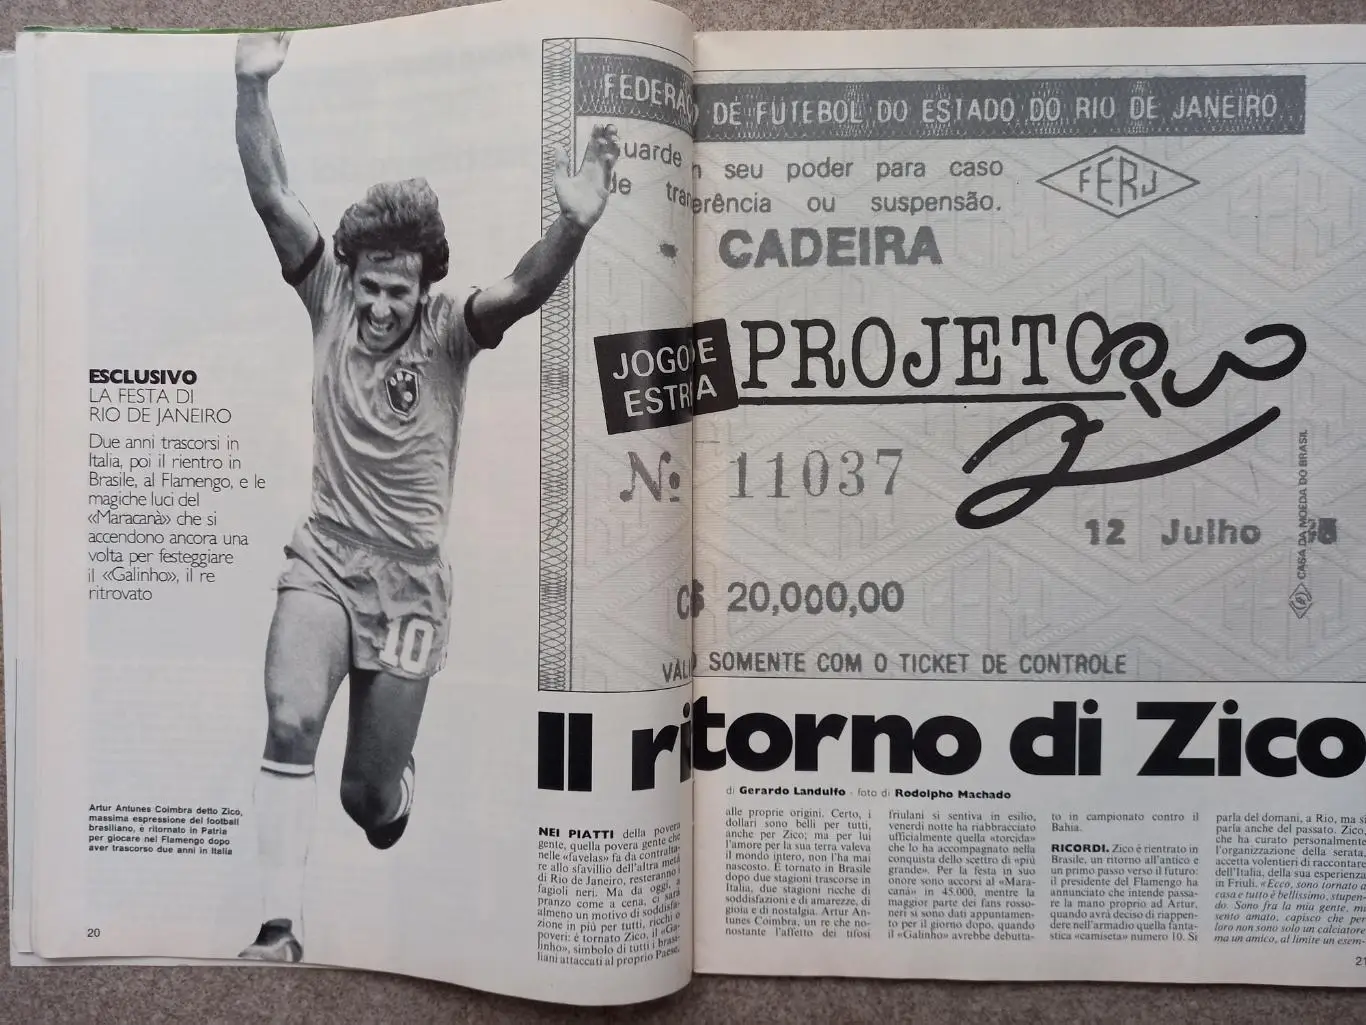 ESCLUSIVO
LA FESTA DI
RIO DE JANEIRO
Due anni trascorsi in
Italia, poi il rientro in
Brasile, al Flamengo, e le
magiche luci del
«Maracanà» che si
accendono ancora una
volta per festeggiare
il «Galinho», il re
ritrovato
10
Artur Antunes Coimbra detto Zico,
massima espressione del football
brasiliano, è ritornato in Patria
per giocare nel Flamengo dopo
aver trascorso due anni in Italia
20
FEDERAÇ DE FUTEBOL DO ESTADO DO RIO DE JANEIRO
uarde seu poder para caso
de tran erência ou suspensão.
FERJ
CADEIRA
JOGO DE
ESTRIA
PROJETO
Zico
Nº 11037
12 Julho
C$ 20,000,00
VÁLI SOMENTE COM O TICKET DE CONTROLE
CASA DA MOEDA DO BRASIL
Il ritorno di Zico
di Gerardo Landulfo - foto di Rodolpho Machado
NEI PIATTI della povera
gente, quella povera gente che
nelle «favelas» fa da contralta-
re allo sfavillio dell'altra metà
di Rio de Janeiro, resteranno i
fagioli neri. Ma da oggi, a
pranzo come a cena, ci sarà
almeno un motivo di soddisfa-
zione in più per tutti, ricchi o
poveri: è tornato Zico, il «Ga-
linho», simbolo di tutti i brasi-
liani attaccati al proprio Paese,
alle proprie origini. Certo, i
dollari sono belli per tutti,
anche per Zico; ma per uno
l'amore per la sua terra valeva
il mondo intero, non l'ha mai
nascosto. È tornato in Brasile
dopo due stagioni trascorse in
Italia, due stagioni ricche di
soddisfazioni e di amarezze, di
gioia e di nostalgia. Artur An-
tunes Coimbra, un re che no-
nostante l'affetto dei tifosi
friulani si sentiva in esilio,
venerdì notte ha riabbracciato
ufficialmente quella «torcida»
che lo ha accompagnato nella
conquista dello scettro di «più
grande». Per la festa in suo
onore sono accorsi al «Mara-
canà» in 45.000, mentre la
maggior parte dei fans rosso-
neri si sono dati appuntamen-
to per il giorno dopo, quando
il «Galinho» avrebbe debutta-
to in campionato contro il
Bahia.
RICORDI. Zico è rientrato in
Brasile, un ritorno all'antico e
un primo passo verso il futuro:
il presidente del Flamengo ha
annunciato che intende passa-
re la mano proprio ad Artur,
quando avrà deciso di riappen-
dere nell'armadio quella fanta-
stica «camiseta» numero 10. Si
parla del domani, a Rio, ma si
parla anche del passato. Zico,
che ha curato personalmente
l'organizzazione della serata,
accetta volentieri di raccontare
dell'Italia, della sua esperienza
in Friuli. «Ecco, sono tornato a
casa e tutto è bellissimo, stupen-
do. Sono fra la mia gente, mi
sento amato, capisco che per
loro non sono solo un calciatore
ma un amico, al limite un esem-
21